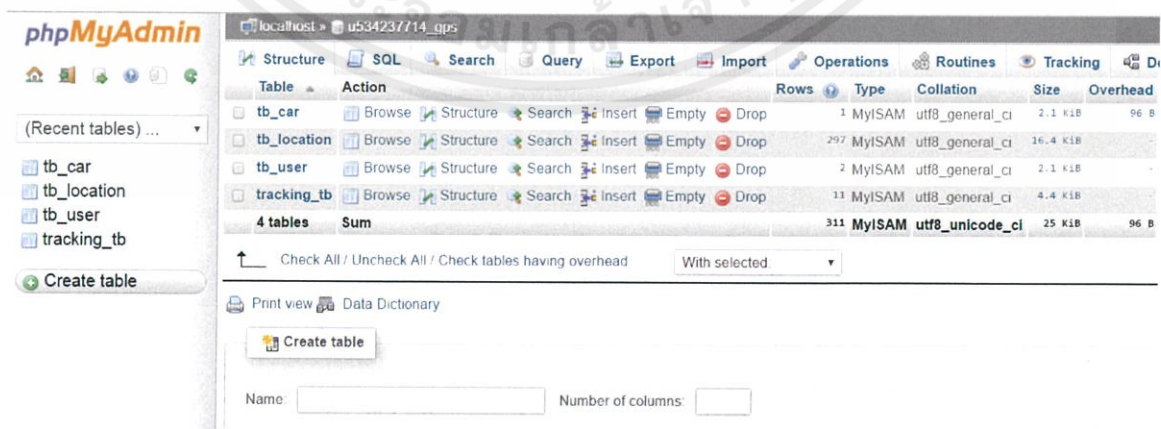 phpMyAdmin
(Recent tables) ...
tb_car
tb_location
tb_user
tracking_tb
Create table
localhost » u534237714_gps
Structure SQL Search Query Export Import Operations Routines Tracking
Table Action Rows Type Collation Size Overhead
tb_car Browse Structure Search Insert Empty Drop 1 MyISAM utf8_general_ci 2.1 KiB 96 B
tb_location Browse Structure Search Insert Empty Drop 297 MyISAM utf8_general_ci 16.4 KiB -
tb_user Browse Structure Search Insert Empty Drop 2 MyISAM utf8_general_ci 2.1 KiB -
tracking_tb Browse Structure Search Insert Empty Drop 11 MyISAM utf8_general_ci 4.4 KiB -
4 tables Sum 311 MyISAM utf8_unicode_ci 25 KiB 96 B
Check All / Uncheck All / Check tables having overhead With selected:
Print view Data Dictionary
Create table
Name: Number of columns: